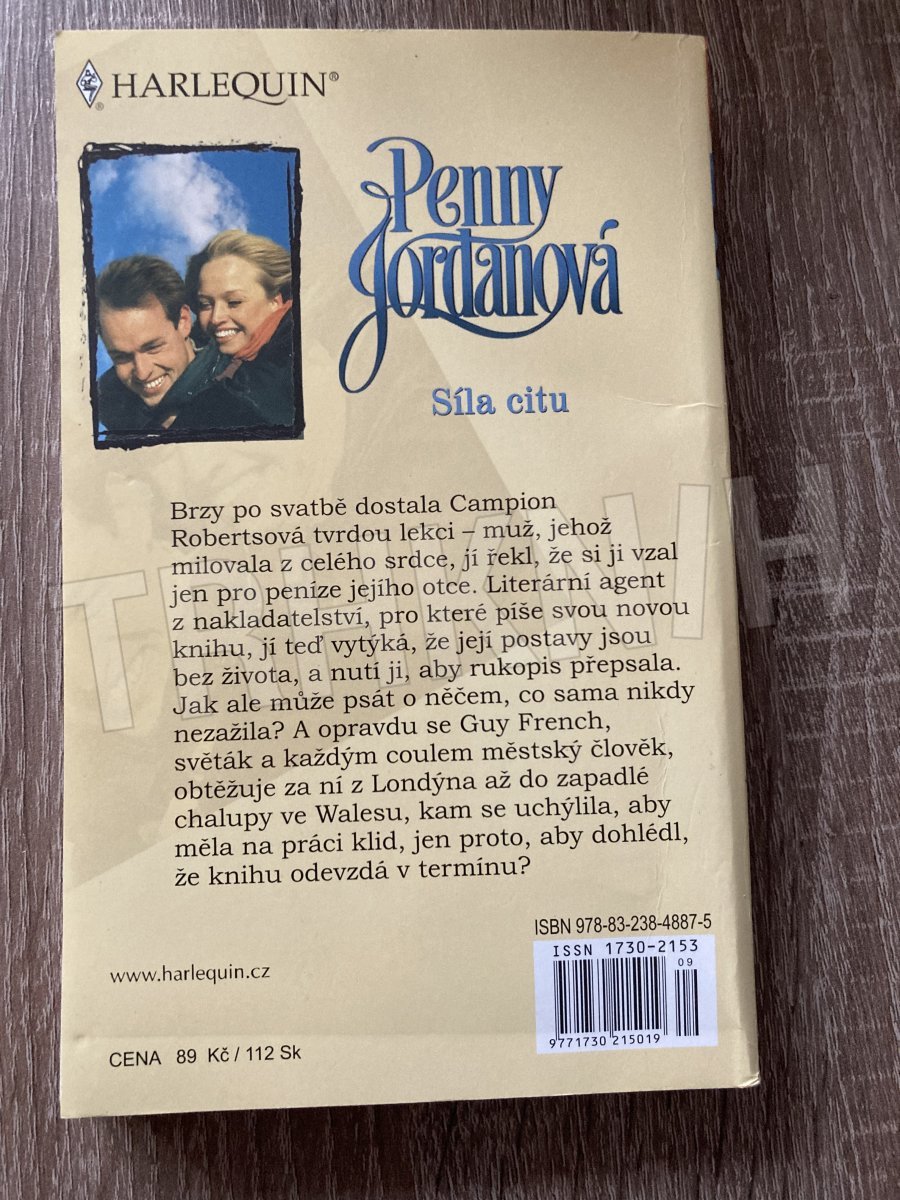 HARLEQUIN®
Penny
Jordanová
Síla citu
Brzy po svatbě dostala Campion
Robertsová tvrdou lekci – muž, jehož
milovala z celého srdce, jí řekl, že si ji vzal
jen pro peníze jejího otce. Literární agent
z nakladatelství, pro které píše svou novou
knihu, jí teď vytýká, že její postavy jsou
bez života, a nutí ji, aby rukopis přepsala.
Jak ale může psát o něčem, co sama nikdy
nezažila? A opravdu se Guy French,
světák a každým coulem městský člověk,
obtěžuje za ní z Londýna až do zapadlé
chalupy ve Walesu, kam se uchýlila, aby
měla na práci klid, jen proto, aby dohlédl,
že knihu odevzdá v termínu?
TRHKNIH
ISBN 978-83-238-4887-5
ISSN 1730-2153
09
9771730 215019
www.harlequin.cz
CENA 89 Kč / 112 Sk